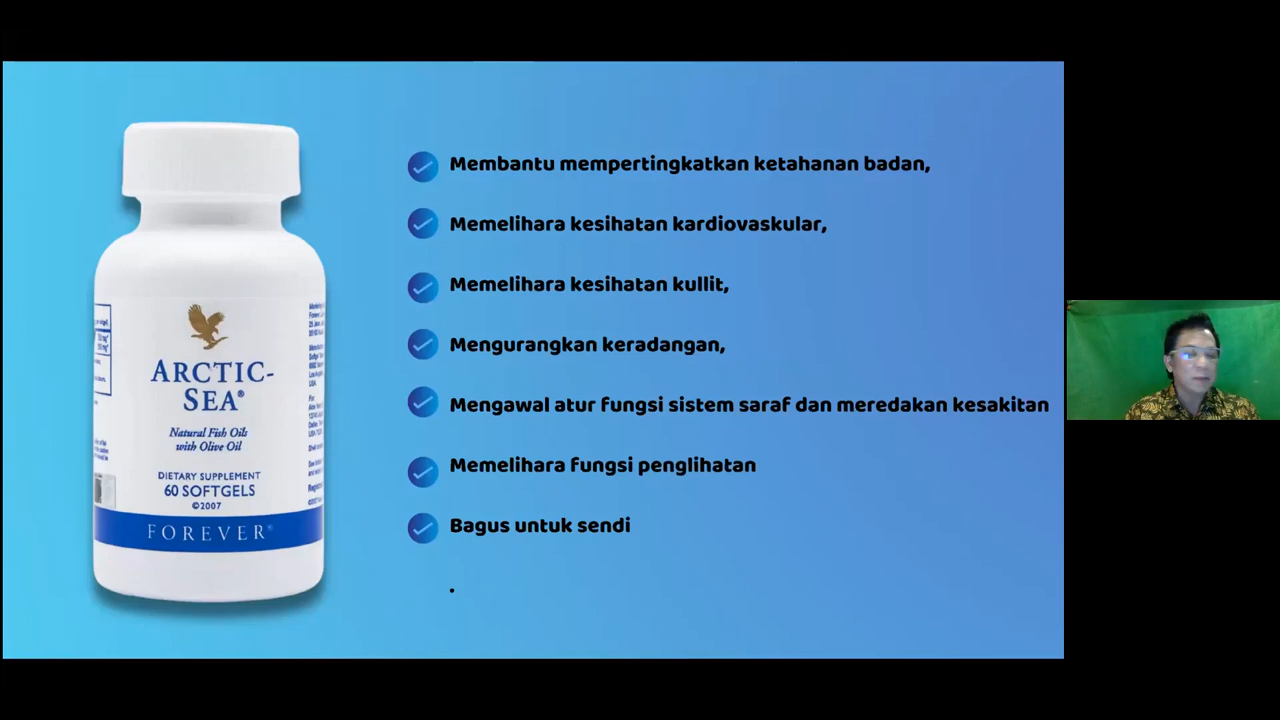 Membantu mempertingkatkan ketahanan badan,
Memelihara kesihatan kardiovaskular,
Memelihara kesihatan kullit,
Mengurangkan keradangan,
Mengawal atur fungsi sistem saraf dan meredakan kesakitan
Memelihara fungsi penglihatan
Bagus untuk sendi
.
ARCTIC-
SEA®
Natural Fish Oils
with Olive Oil
DIETARY SUPPLEMENT
60 SOFTGELS
©2007
FOREVER®